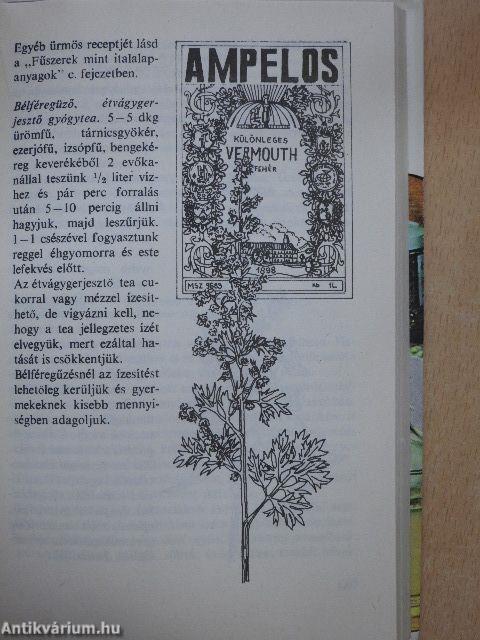 Egyéb ürmös receptjét lásd
a „Fűszerek mint italalap-
anyagok" c. fejezetben.
Bélféregűző, étvágyger-
jesztő gyógytea. 5—5 dkg
ürömfű, tárnicsgyökér,
ezerjófű, izsópfű, bengeké-
reg keverékéből 2 evőka-
nállal teszünk 1/2 liter víz-
hez és pár perc forralás
után 5—10 percig állni
hagyjuk, majd leszűrjük.
1—1 csészével fogyasztunk
reggel éhgyomorra és este
lefekvés előtt.
Az étvágygerjesztő tea cu-
korral vagy mézzel ízesít-
hető, de vigyázni kell, ne-
hogy a tea jellegzetes ízét
elvegyük, mert ezáltal ha-
tását is csökkentjük.
Bélféregűzésnél az ízesítést
lehetőleg kerüljük és gyer-
mekeknek kisebb mennyi-
ségben adagoljuk.
AMPELOS
KÜLÖNLEGES
VERMOUTH
FEHÉR
1898
MSZ 9589
kb 1L.
Antikvárium.hu